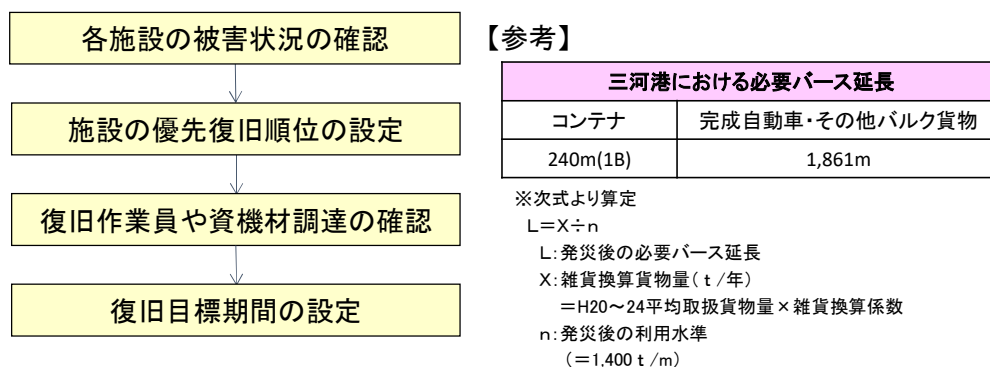 各施設の被害状況の確認
施設の優先復旧順位の設定
復旧作業員や資機材調達の確認
復旧目標期間の設定
【参考】
三河港における必要バース延長
コンテナ 完成自動車・その他バルク貨物
240m(1B) 1,861m
※次式より算定
L=X÷n
L:発災後の必要バース延長
X:雑貨換算貨物量(t/年)
=H20~24平均取扱貨物量×雑貨換算係数
n:発災後の利用水準
(=1,400t/m)